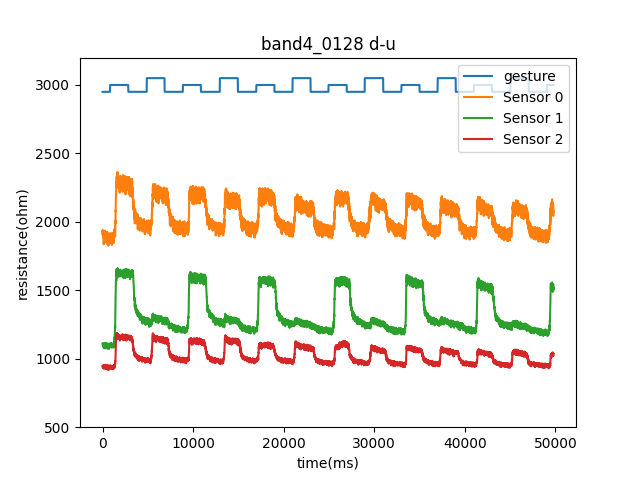 band4_0128 d-u
gesture
Sensor 0
Sensor 1
Sensor 2
resistance(ohm)
3000
2500
2000
1500
1000
500
0
10000
20000
30000
40000
50000
time(ms)